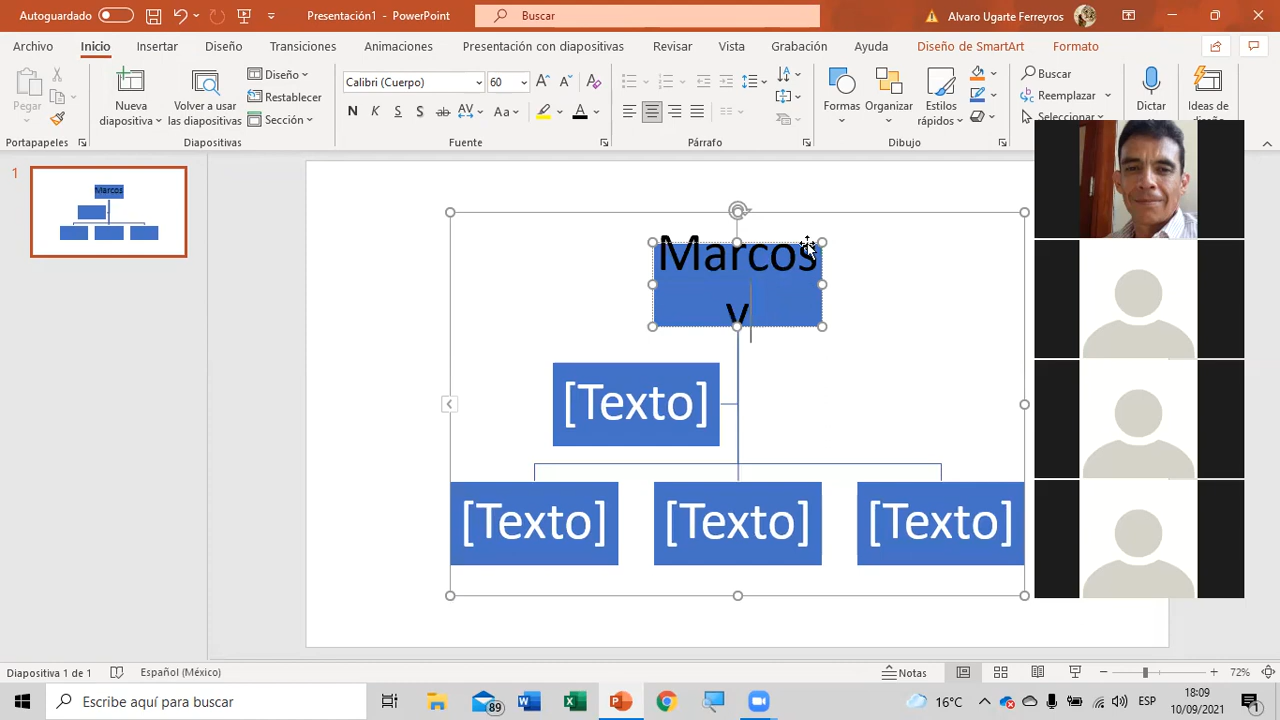 Autoguardado
Presentación1 - PowerPoint
Buscar
Alvaro Ugarte Ferreyros
Archivo
Inicio
Insertar
Diseño
Transiciones
Animaciones
Presentación con diapositivas
Revisar
Vista
Grabación
Ayuda
Diseño de SmartArt
Formato
Pegar
Nueva
diapositiva
Volver a usar
las diapositivas
Diseño
Restablecer
Sección
Calibri (Cuerpo)
60
N
K
S
S
ab
AV
Aa
A
Formas
Organizar
Estilos
rápidos
Buscar
Reemplazar
Seleccionar
Dictar
Ideas de
Portapapeles
Diapositivas
Fuente
Párrafo
Dibujo
1
Marcos
Marcos
y
[Texto]
[Texto]
[Texto]
[Texto]
Diapositiva 1 de 1
Español (México)
Notas
72%
Escribe aquí para buscar
89
16°C
ESP
18:09
10/09/2021
1